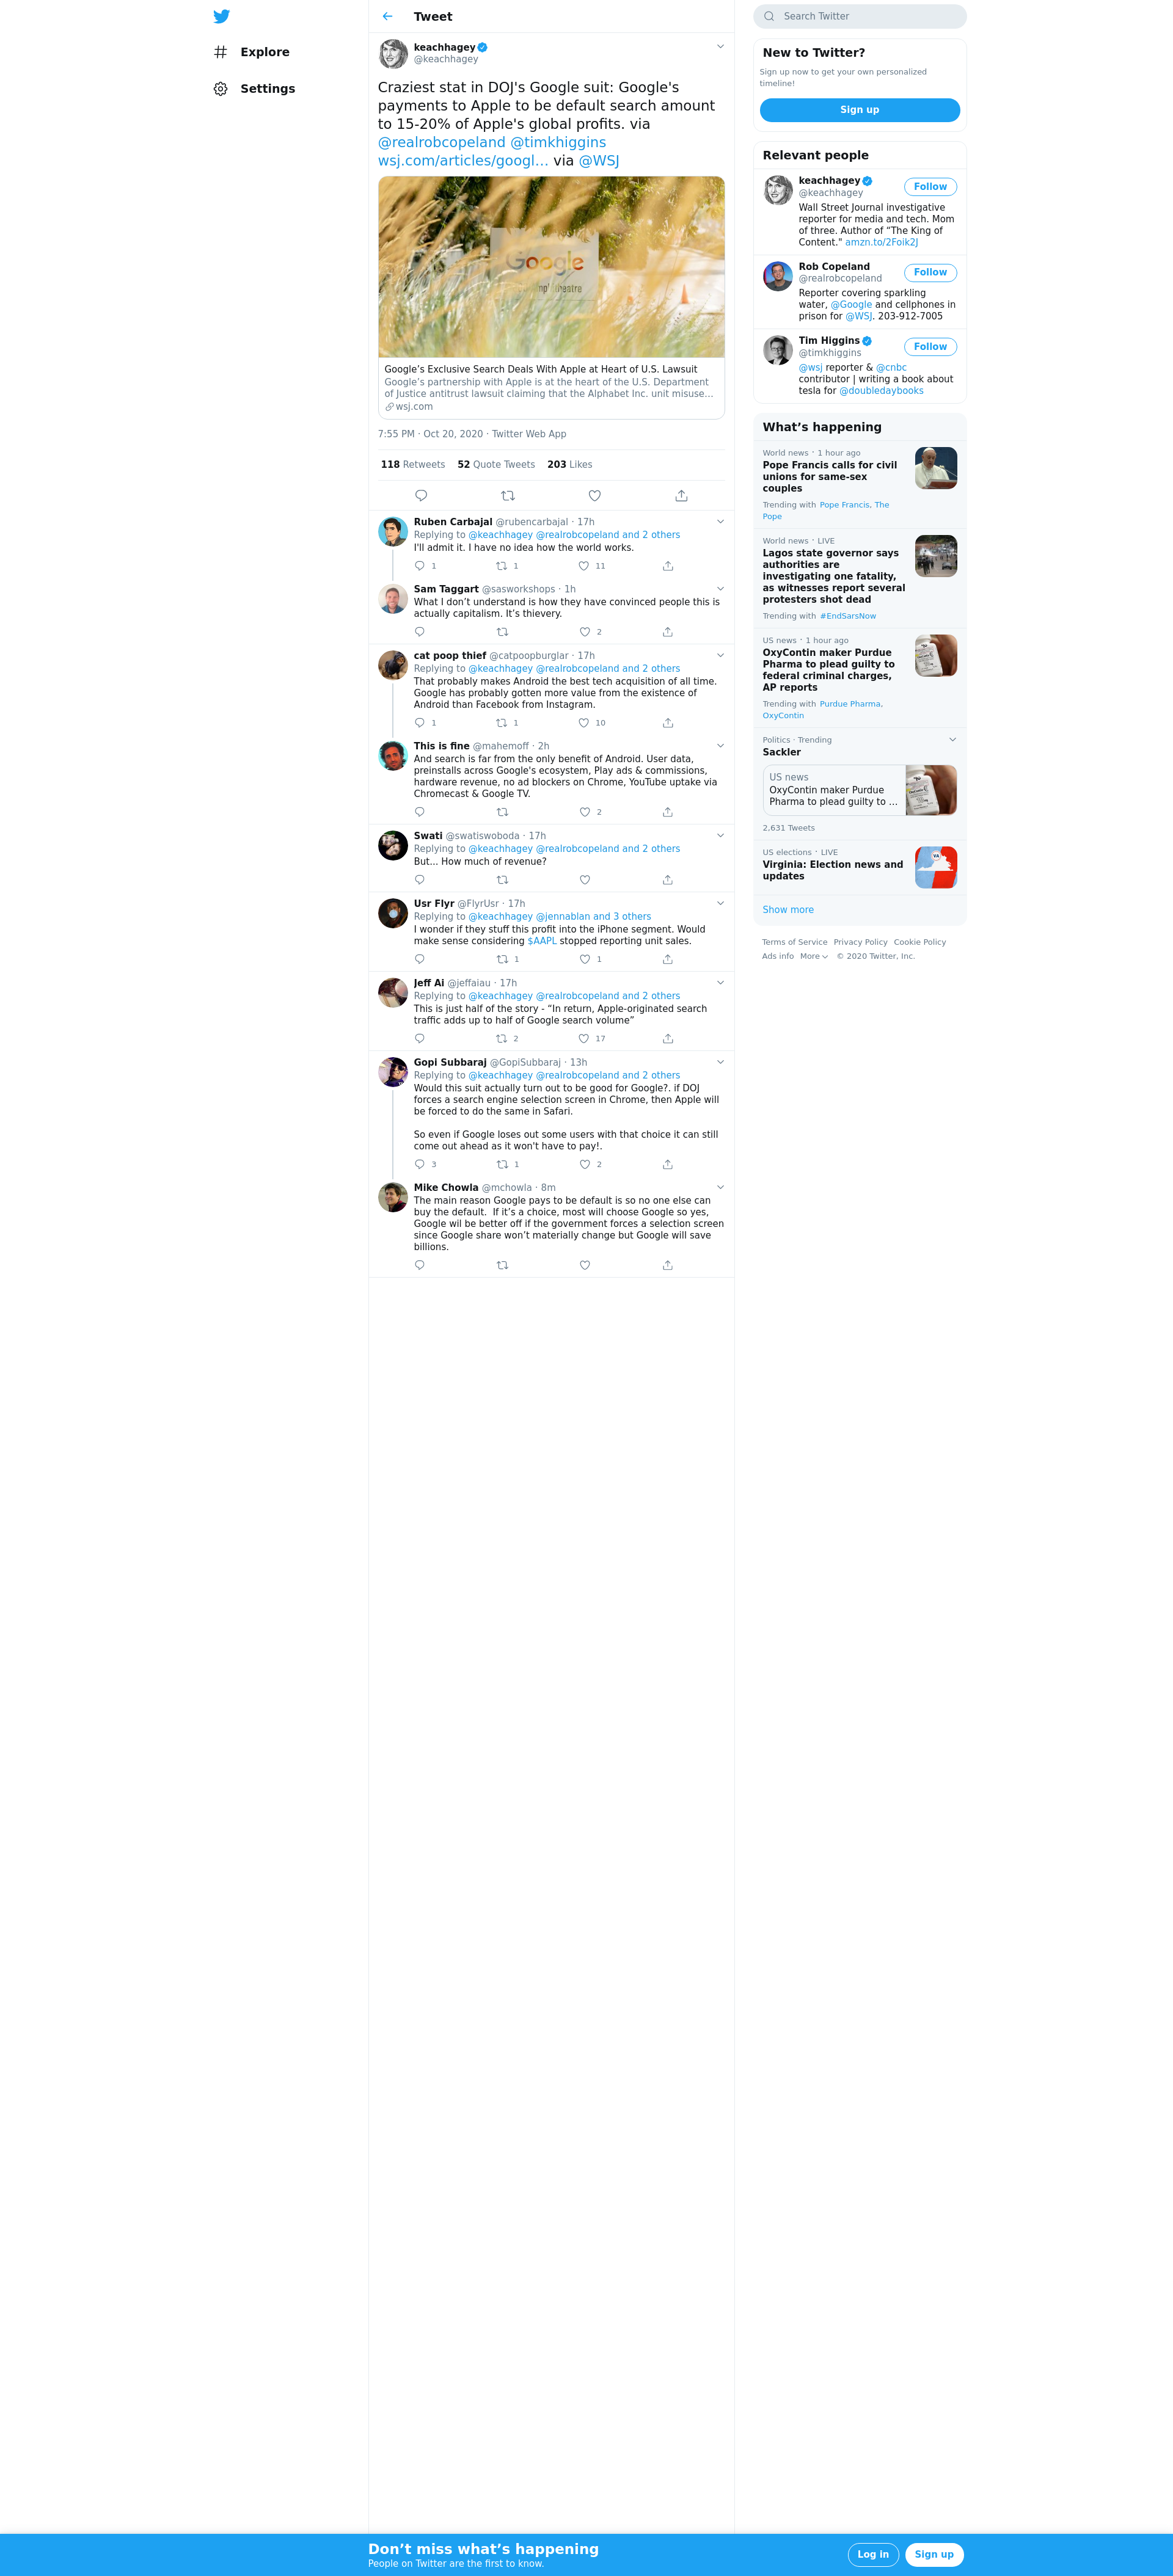 Explore
Settings
Tweet
keachhagey
@keachhagey
Craziest stat in DOJ's Google suit: Google's
payments to Apple to be default search amount
to 15-20% of Apple's global profits. via
@realrobcopeland @timkhiggins
wsj.com/articles/googl… via @WSJ
Google
Google’s Exclusive Search Deals With Apple at Heart of U.S. Lawsuit
Google’s partnership with Apple is at the heart of the U.S. Department
of Justice antitrust lawsuit claiming that the Alphabet Inc. unit misuse…
wsj.com
7:55 PM · Oct 20, 2020 · Twitter Web App
118 Retweets 52 Quote Tweets 203 Likes
Ruben Carbajal @rubencarbajal · 17h
Replying to @keachhagey @realrobcopeland and 2 others
I'll admit it. I have no idea how the world works.
1 1 11
Sam Taggart @sasworkshops · 1h
What I don’t understand is how they have convinced people this is
actually capitalism. It’s thievery.
2
cat poop thief @catpoopburglar · 17h
Replying to @keachhagey @realrobcopeland and 2 others
That probably makes Android the best tech acquisition of all time.
Google has probably gotten more value from the existence of
Android than Facebook from Instagram.
1 1 10
This is fine @mahemoff · 2h
And search is far from the only benefit of Android. User data,
preinstalls across Google's ecosystem, Play ads & commissions,
hardware revenue, no ad blockers on Chrome, YouTube uptake via
Chromecast & Google TV.
2
Swati @swatiswoboda · 17h
Replying to @keachhagey @realrobcopeland and 2 others
But... How much of revenue?
Usr Flyr @FlyrUsr · 17h
Replying to @keachhagey @jennablan and 3 others
I wonder if they stuff this profit into the iPhone segment. Would
make sense considering $AAPL stopped reporting unit sales.
1 1
Jeff Ai @jeffaiau · 17h
Replying to @keachhagey @realrobcopeland and 2 others
This is just half of the story - “In return, Apple-originated search
traffic adds up to half of Google search volume”
2 17
Gopi Subbaraj @GopiSubbaraj · 13h
Replying to @keachhagey @realrobcopeland and 2 others
Would this suit actually turn out to be good for Google?. if DOJ
forces a search engine selection screen in Chrome, then Apple will
be forced to do the same in Safari.
So even if Google loses out some users with that choice it can still
come out ahead as it won't have to pay!.
3 1 2
Mike Chowla @mchowla · 8m
The main reason Google pays to be default is so no one else can
buy the default.  If it’s a choice, most will choose Google so yes,
Google wil be better off if the government forces a selection screen
since Google share won’t materially change but Google will save
billions.
Search Twitter
New to Twitter?
Sign up now to get your own personalized
timeline!
Sign up
Relevant people
keachhagey
@keachhagey
Follow
Wall Street Journal investigative
reporter for media and tech. Mom
of three. Author of “The King of
Content." amzn.to/2Foik2J
Rob Copeland
@realrobcopeland
Follow
Reporter covering sparkling
water, @Google and cellphones in
prison for @WSJ. 203-912-7005
Tim Higgins
@timkhiggins
Follow
@wsj reporter & @cnbc
contributor | writing a book about
tesla for @doubledaybooks
What’s happening
World news · 1 hour ago
Pope Francis calls for civil
unions for same-sex
couples
Trending with Pope Francis, The
Pope
World news · LIVE
Lagos state governor says
authorities are
investigating one fatality,
as witnesses report several
protesters shot dead
Trending with #EndSarsNow
US news · 1 hour ago
OxyContin maker Purdue
Pharma to plead guilty to
federal criminal charges,
AP reports
Trending with Purdue Pharma,
OxyContin
Politics · Trending
Sackler
US news
OxyContin maker Purdue
Pharma to plead guilty to …
2,631 Tweets
US elections · LIVE
Virginia: Election news and
updates
VA
Show more
Terms of Service Privacy Policy Cookie Policy
Ads info More © 2020 Twitter, Inc.
Don’t miss what’s happening
People on Twitter are the first to know.
Log in
Sign up